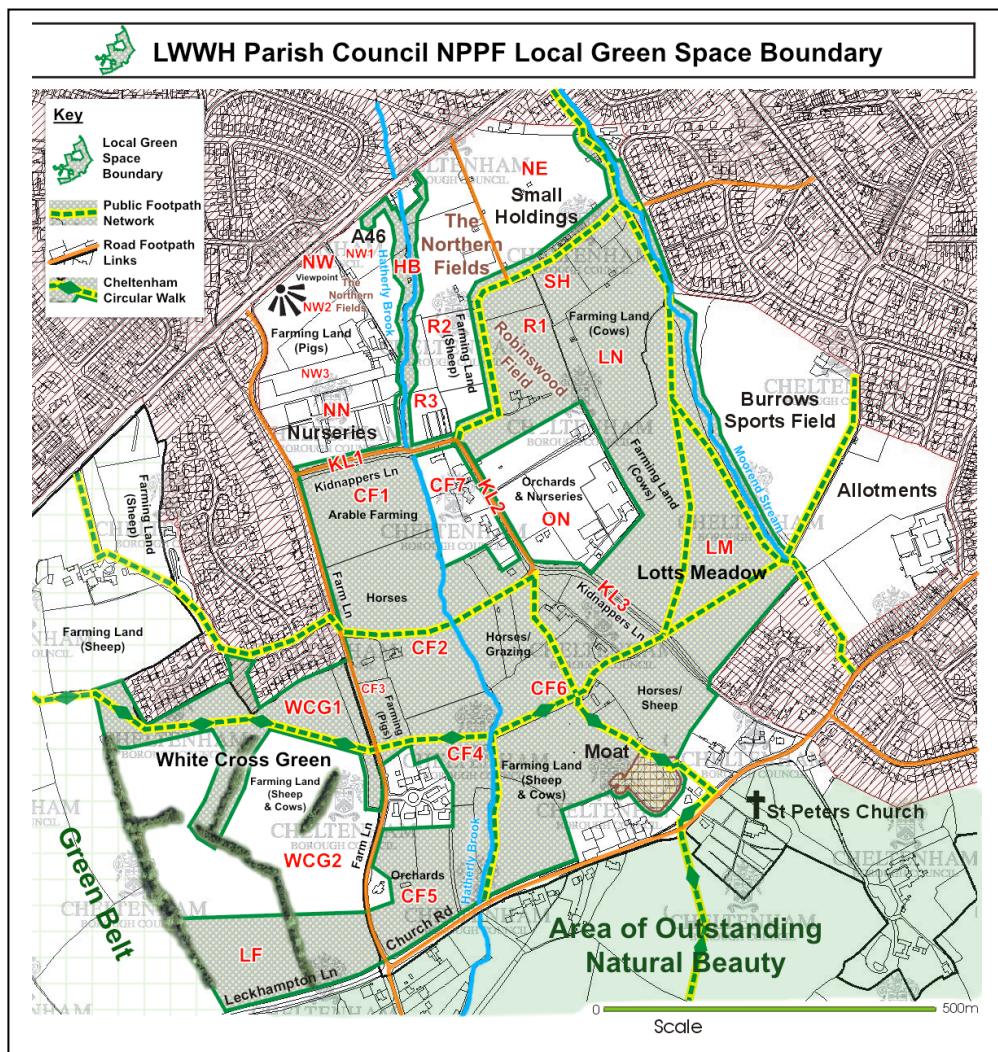 LWWH Parish Council NPPF Local Green Space Boundary
Key
Local Green
Space
Boundary
Public Footpath
Network
Road Footpath
Links
Cheltenham
Circular Walk
CHELTENHAM
BOROUGH COUNCIL
NE
Small
Holdings
The
Northern
Fields
A46
NW1
NW
Viewpoint
HB
The
Northern Fields
NW2
Hatherly Brook
Farming Land
(Pigs)
NW3
NN
Nurseries
R2
Farming Land
(Sheep)
R3
SH
R1
Robinswood
Field
Farming Land
(Cows)
LN
Burrows
Sports Field
Moorend Stream
Allotments
Farming Land
(Cows)
KL1
Kidnappers Ln
CF1
Arable Farming
CF7
KL2
Orchards
& Nurseries
ON
LM
Lotts Meadow
KL3
Kidnappers Ln
Farming Land
(Sheep)
Farm Ln
Horses
Farming Land
(Sheep)
CF2
Horses/
Grazing
CF6
Horses/
Sheep
WCG1
CF3
Farming
(Pigs)
CF4
Moat
White Cross Green
Farming Land
(Sheep
& Cows)
Farming Land
(Sheep
& Cows)
St Peters Church
Farm Ln
Hatherly Brook
WCG2
Green Belt
Orchards
CF5
Church Rd
LF
Leckhampton Ln
Area of Outstanding
Natural Beauty
0
500m
Scale